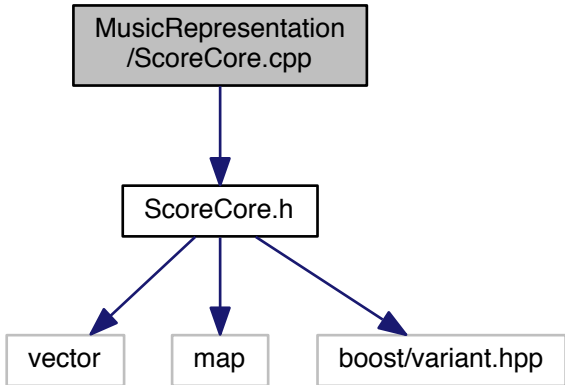 MusicRepresentation
/ScoreCore.cpp
ScoreCore.h
vector
map
boost/variant.hpp